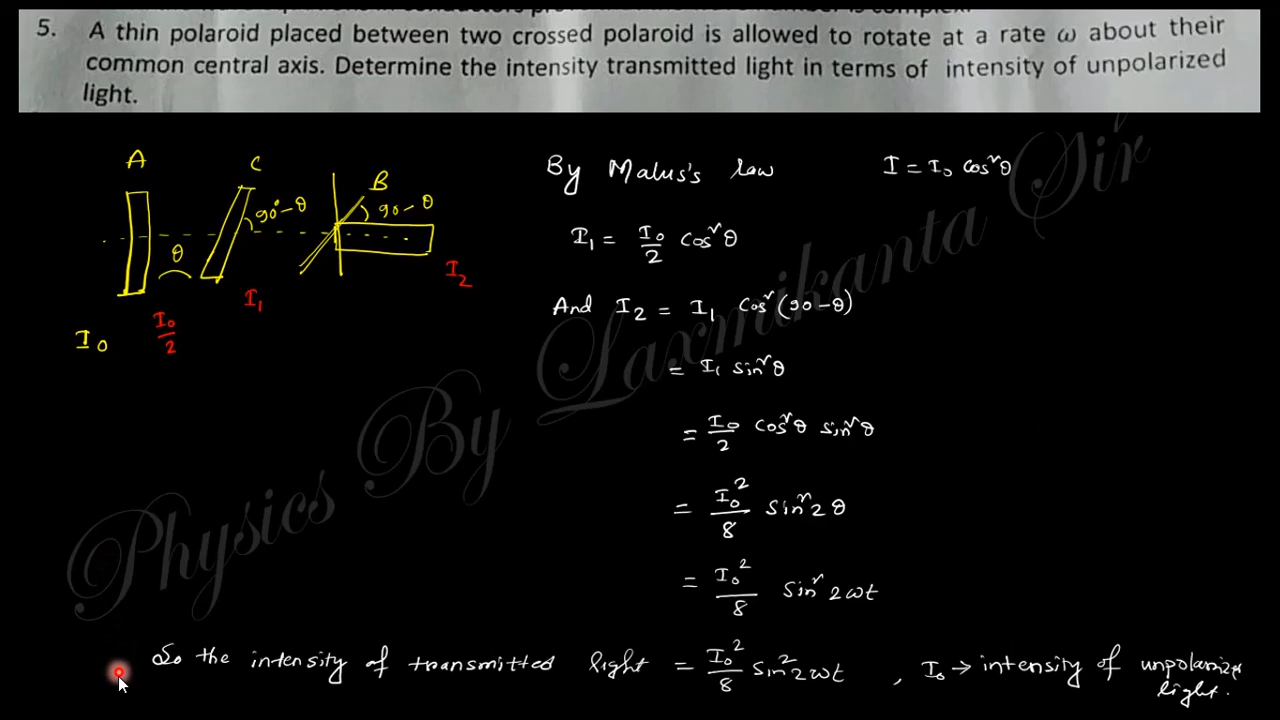 5. A thin polaroid placed between two crossed polaroid is allowed to rotate at a rate ω about their
common central axis. Determine the intensity transmitted light in terms of intensity of unpolarized
light.
A
C
B
θ
90°-θ
90-θ
I₀
I₀/2
I₁
I₂
By Malus's law I = I₀ cos²θ
I₁ = I₀/2 cos²θ
And I₂ = I₁ cos²(90-θ)
= I₁ sin²θ
= I₀/2 cos²θ sin²θ
= I₀²/8 sin²2θ
= I₀²/8 sin²2ωt
So the intensity of transmitted light = I₀²/8 sin²2ωt , I₀ → intensity of unpolarized
light.
Physics By Laxmikanta Sir